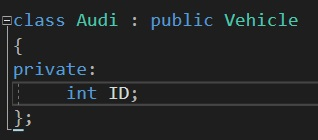 class Audi : public Vehicle
{
private:
    int ID;
};